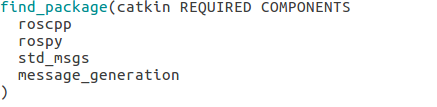 find_package(catkin REQUIRED COMPONENTS
  roscpp
  rospy
  std_msgs
  message_generation
)